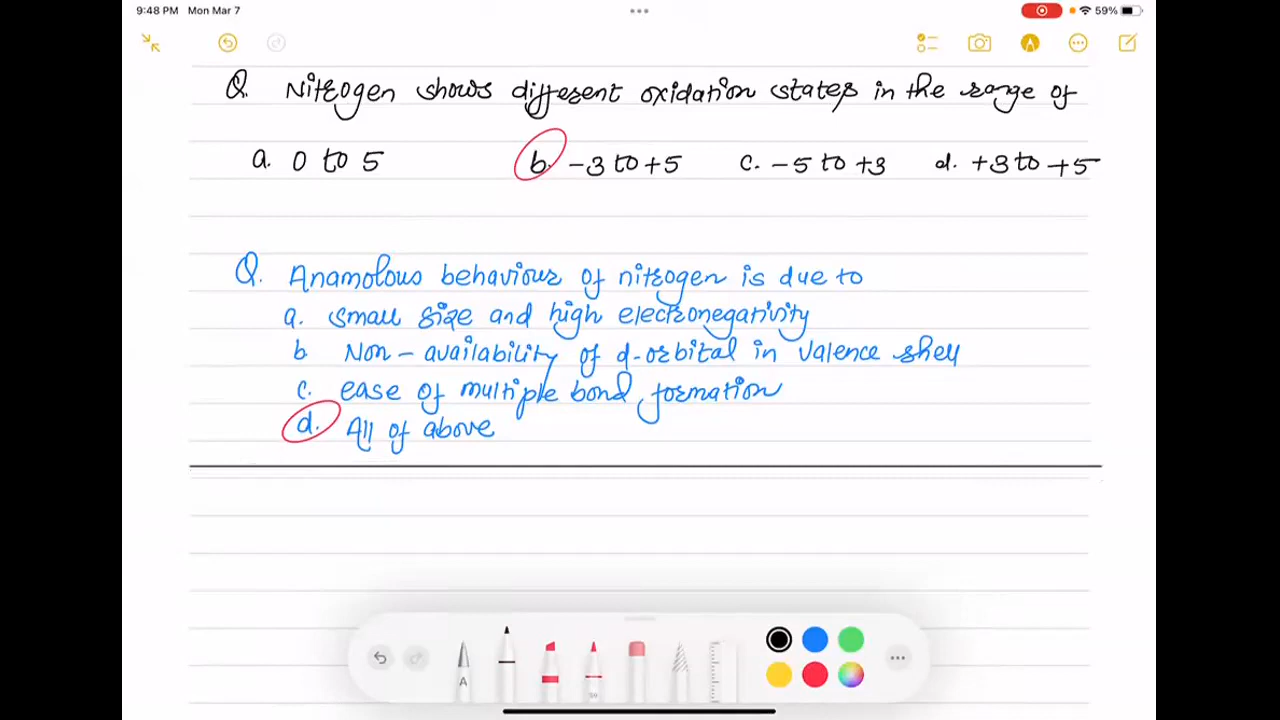 9:48 PM Mon Mar 7
59%
Q. Nitrogen shows different oxidation states in the range of
a. 0 to 5 b. -3 to +5 c. -5 to +3 d. +3 to +5
Q. Anamolous behaviour of nitrogen is due to
a. small size and high electronegativity
b Non-availability of d-orbital in valence shell
c. ease of multiple bond formation
d. All of above
A